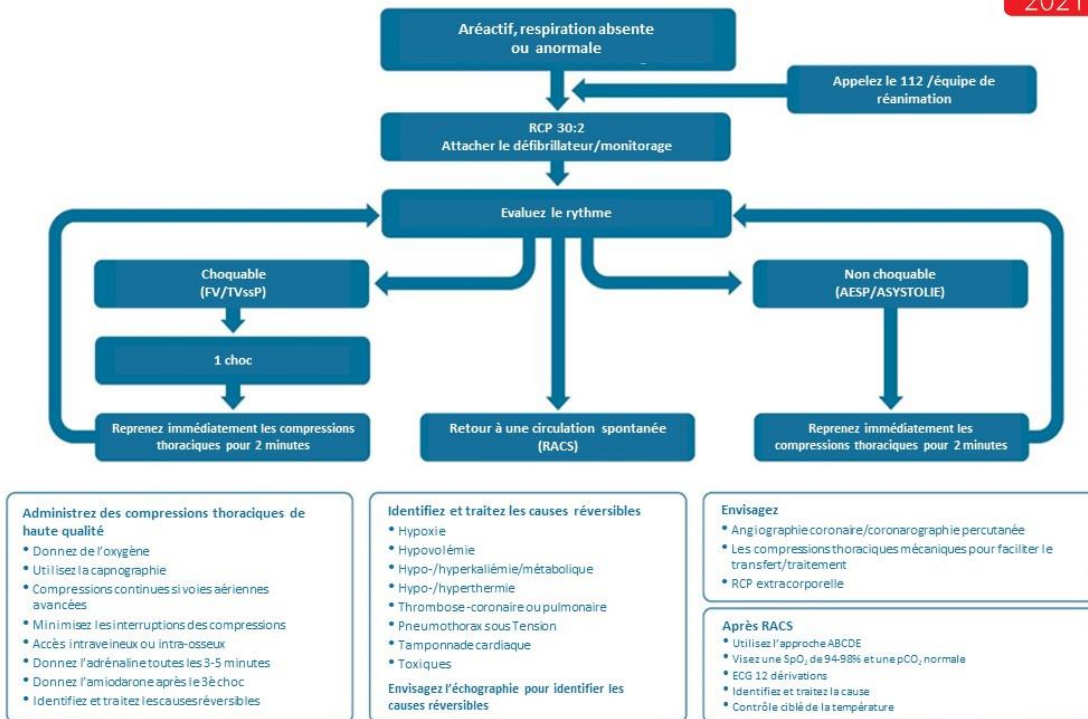 2021
Aréactif, respiration absente
ou anormale
Appelez le 112 /équipe de
réanimation
RCP 30:2
Attacher le défibrillateur/monitorage
Evaluez le rythme
Choquable
(FV/TVssP)
Non choquable
(AESP/ASYSTOLIE)
1 choc
Reprenez immédiatement les compressions
thoraciques pour 2 minutes
Retour à une circulation spontanée
(RACS)
Reprenez immédiatement les
compressions thoraciques pour 2 minutes
Administrez des compressions thoraciques de
haute qualité
• Donnez de l'oxygène
• Utilisez la capnographie
• Compressions continues si voies aériennes
avancées
• Minimisez les interruptions des compressions
• Accès intraveineux ou intra-osseux
• Donnez l'adrénaline toutes les 3-5 minutes
• Donnez l'amiodarone après le 3è choc
• Identifiez et traitez les causes réversibles
Identifiez et traitez les causes réversibles
• Hypoxie
• Hypovolémie
• Hypo-/hyperkaliémie/métabolique
• Hypo-/hyperthermie
• Thrombose -coronaire ou pulmonaire
• Pneumothorax sous Tension
• Tamponnade cardiaque
• Toxiques
Envisagez l'échographie pour identifier les
causes réversibles
Envisagez
• Angiographie coronaire/coronarographie percutanée
• Les compressions thoraciques mécaniques pour faciliter le
transfert/traitement
• RCP extracorporelle
Après RACS
• Utilisez l'approche ABCDE
• Visez une SpO₂ de 94-98% et une pCO₂ normale
• ECG 12 dérivations
• Identifiez et traitez la cause
• Contrôle ciblé de la température